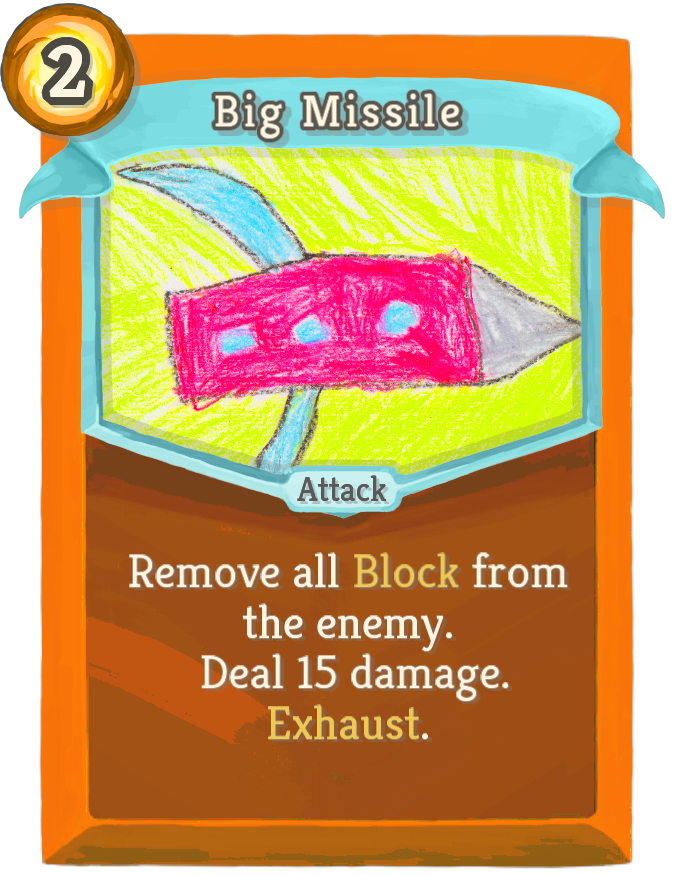 2
Big Missile
Attack
Remove all Block from
the enemy.
Deal 15 damage.
Exhaust.